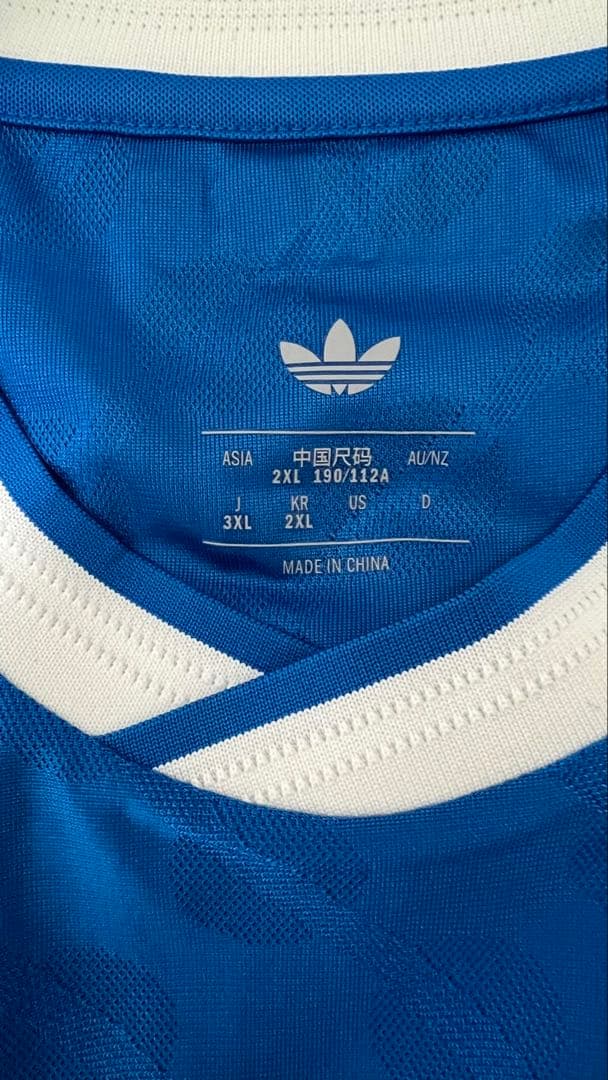 ASIA 中国尺码 AU/NZ
2XL 190/112A
J KR US D
3XL 2XL
MADE IN CHINA